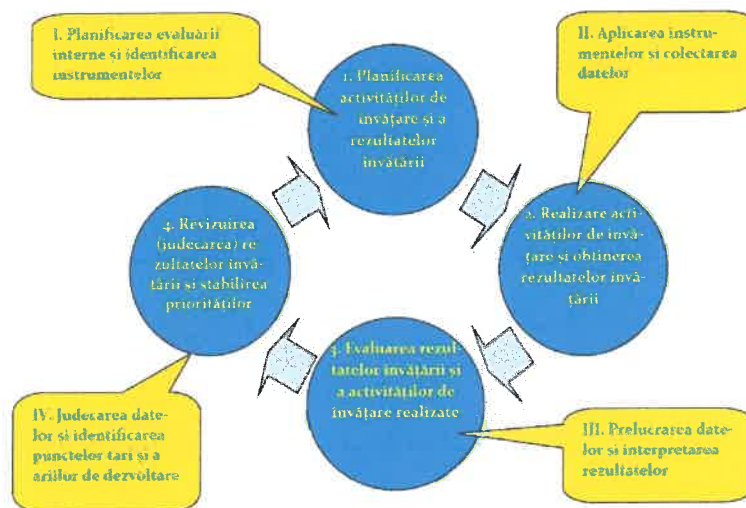 I. Planificarea evaluării
interne și identificarea
instrumentelor
1. Planificarea
activităților de
învățare și a
rezultatelor
învățării
II. Aplicarea instru-
mentelor și colectarea
datelor
2. Realizare acti-
vităților de învă-
țare și obținerea
rezultatelor învă-
țării
3. Evaluarea rezul-
tatelor învățării și
a activităților de
învățare realizate
III. Prelucrarea date-
lor și interpretarea
rezultatelor
4. Revizuirea
(judecarea) re-
zultatelor învă-
țării și stabilirea
priorităților
IV. Judecarea date-
lor și identificarea
punctelor tari și a
ariilor de dezvoltare